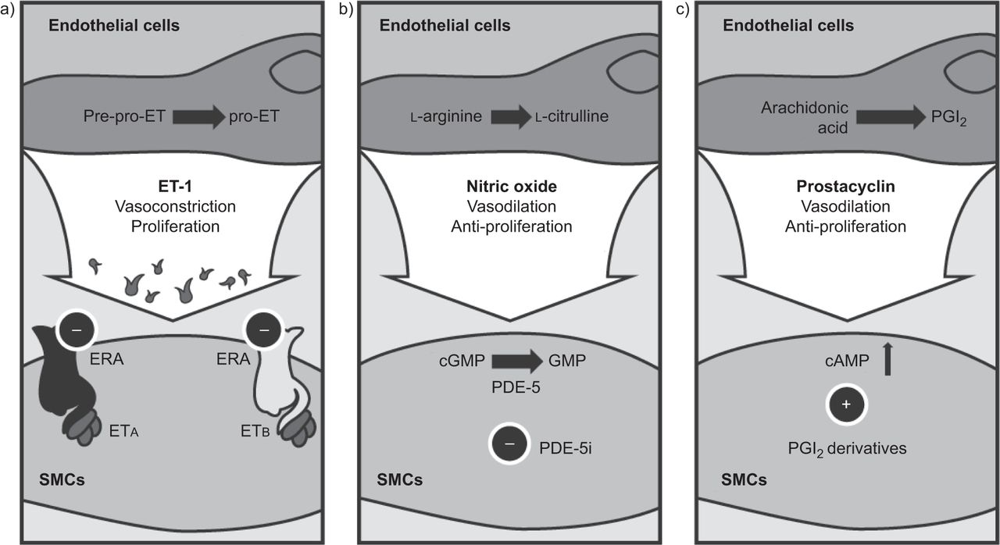 a)
Endothelial cells
Pre-pro-ET
pro-ET
ET-1
Vasoconstriction
Proliferation
–
–
ERA
ERA
ETA
ETB
SMCs
b)
Endothelial cells
L-arginine
L-citrulline
Nitric oxide
Vasodilation
Anti-proliferation
cGMP
GMP
PDE-5
–
PDE-5i
SMCs
c)
Endothelial cells
Arachidonic
acid
PGI2
Prostacyclin
Vasodilation
Anti-proliferation
cAMP
+
PGI2 derivatives
SMCs